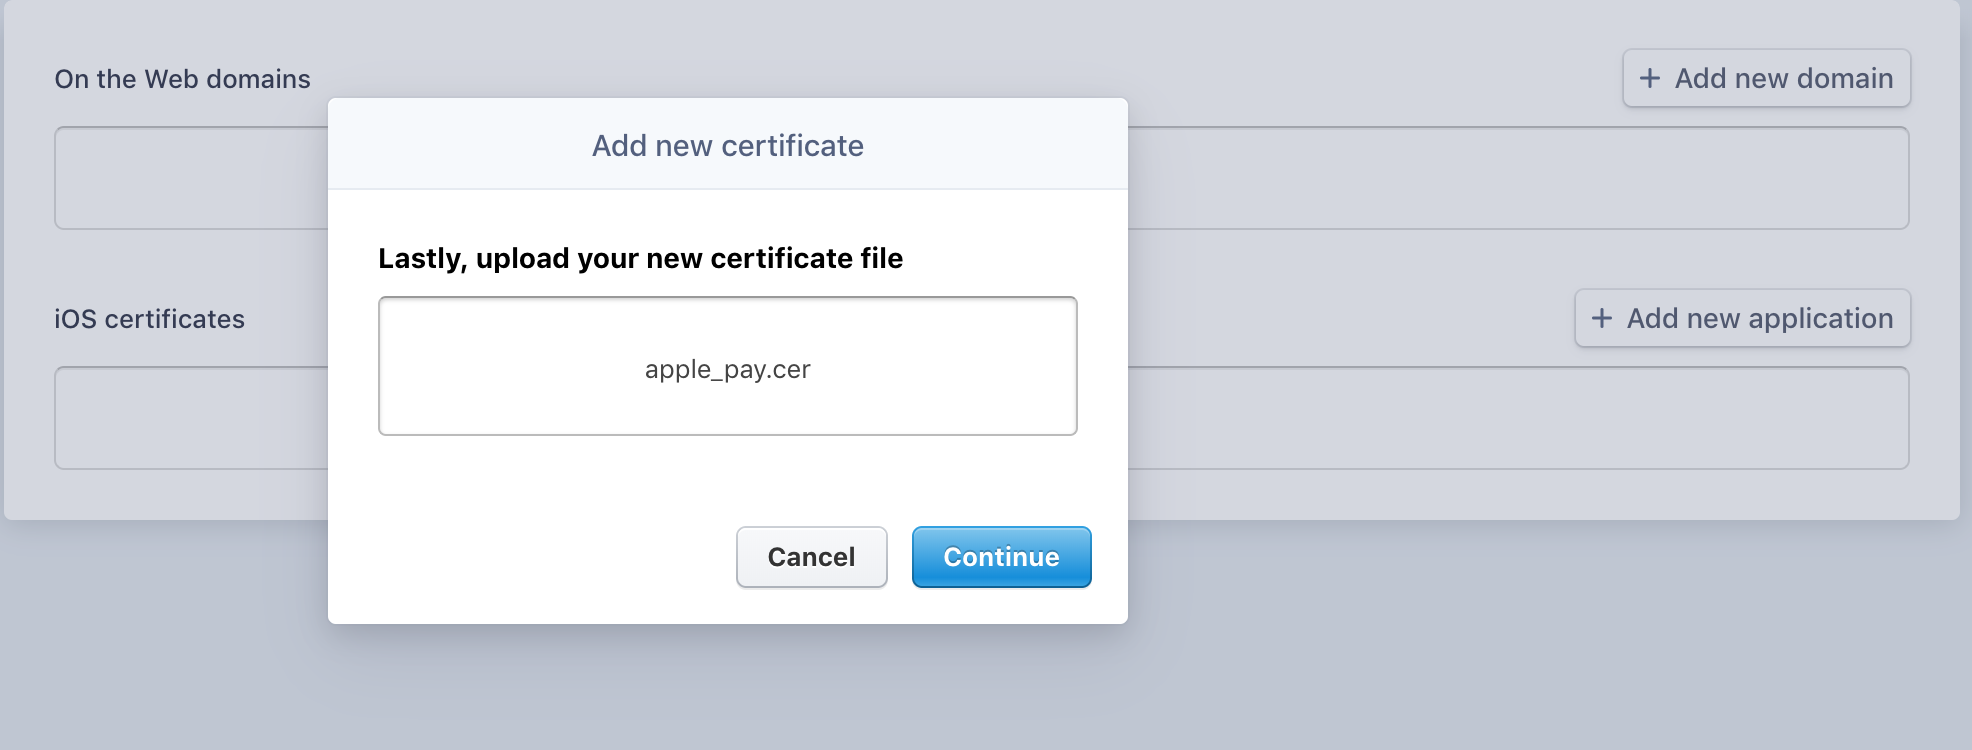 On the Web domains
+ Add new domain
Add new certificate
Lastly, upload your new certificate file
iOS certificates
+ Add new application
apple_pay.cer
Cancel
Continue